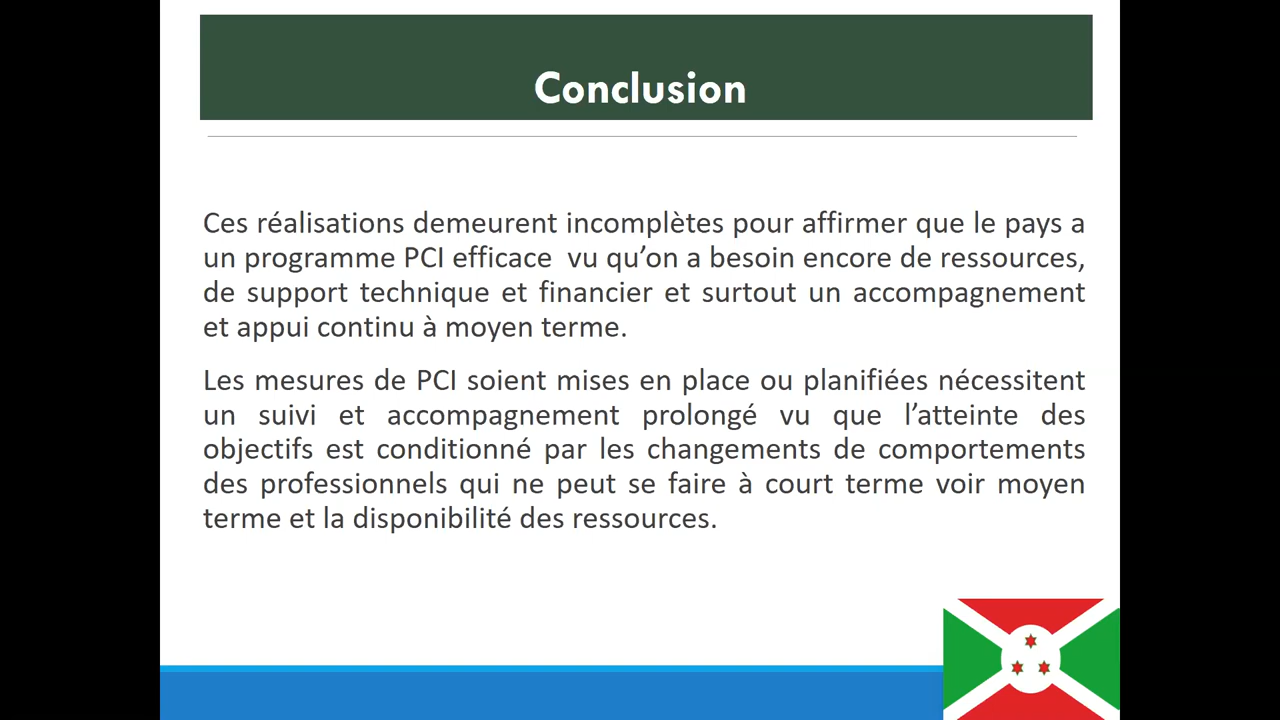 Conclusion
Ces réalisations demeurent incomplètes pour affirmer que le pays a
un programme PCI efficace  vu qu’on a besoin encore de ressources,
de support technique et financier et surtout un accompagnement
et appui continu à moyen terme.
Les mesures de PCI soient mises en place ou planifiées nécessitent
un suivi et accompagnement prolongé vu que l’atteinte des
objectifs est conditionné par les changements de comportements
des professionnels qui ne peut se faire à court terme voir moyen
terme et la disponibilité des ressources.